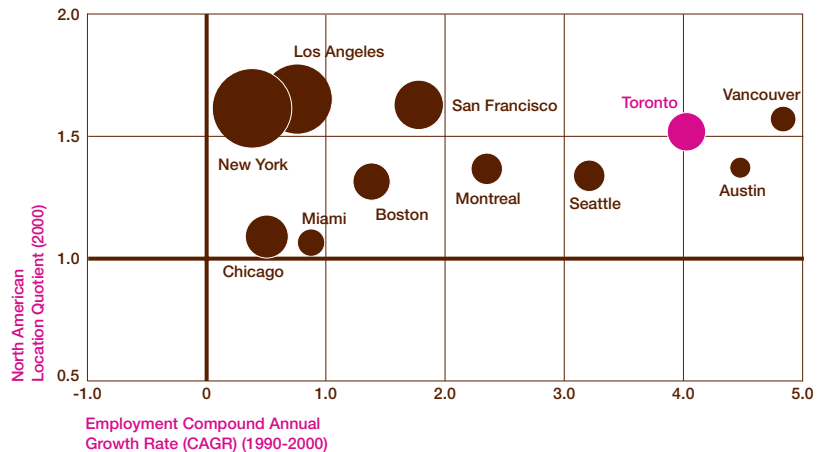 2.0
Los Angeles
Vancouver
Toronto
San Francisco
1.5
New York
Austin
Montreal
Seattle
Boston
Miami
1.0
Chicago
North American
Location Quotient (2000)
0.5
-1.0
0
1.0
2.0
3.0
4.0
5.0
Employment Compound Annual
Growth Rate (CAGR) (1990-2000)